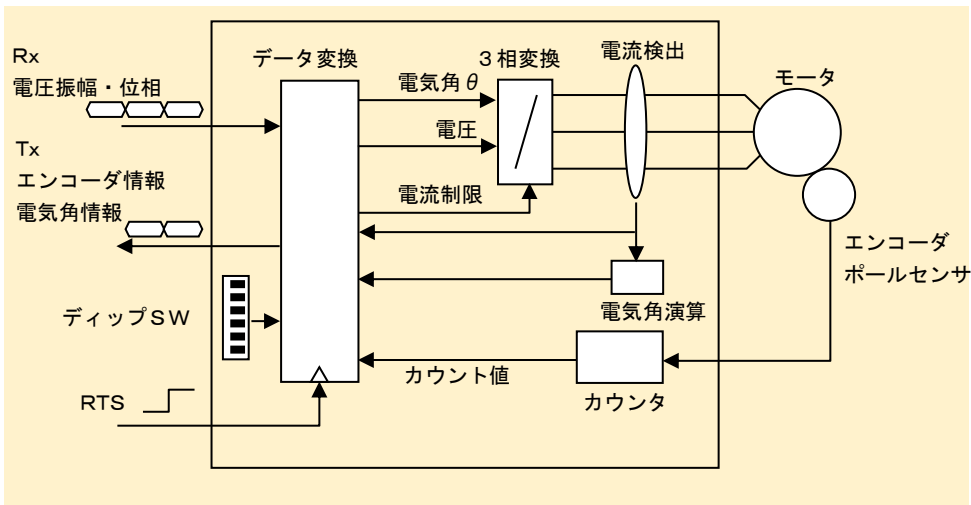 Rx
電圧振幅・位相
Tx
エンコーダ情報
電気角情報
ディップSW
RTS
データ変換
電気角θ
電圧
電流制限
3相変換
電流検出
モータ
エンコーダ
ポールセンサ
電気角演算
カウント値
カウンタ